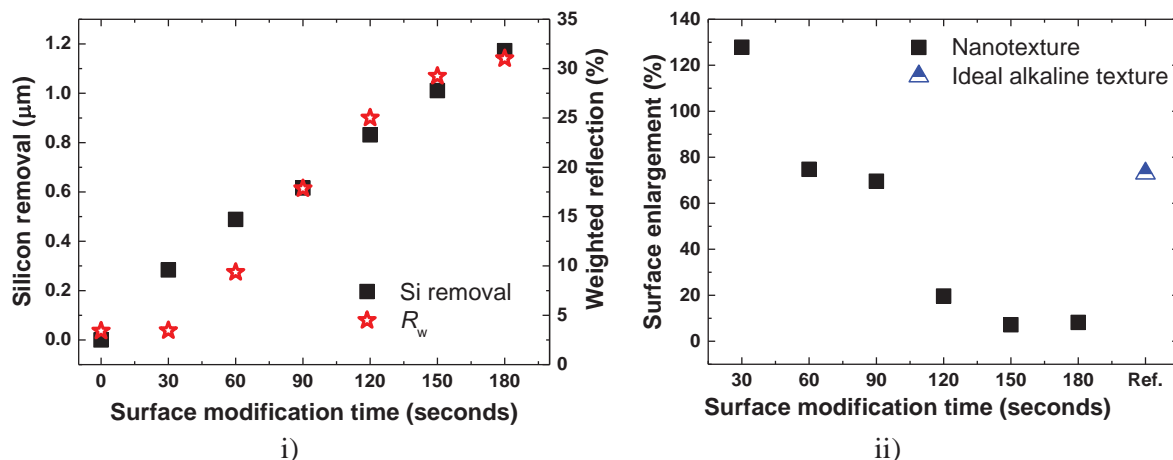 1.2
1.0
0.8
0.6
0.4
0.2
0.0
Silicon removal (μm)
35
30
25
20
15
10
5
0
Weighted reflection (%)
Si removal
Rw
0 30 60 90 120 150 180
Surface modification time (seconds)
i)
140
120
100
80
60
40
20
0
Surface enlargement (%)
Nanotexture
Ideal alkaline texture
30 60 90 120 150 180 Ref.
Surface modification time (seconds)
ii)